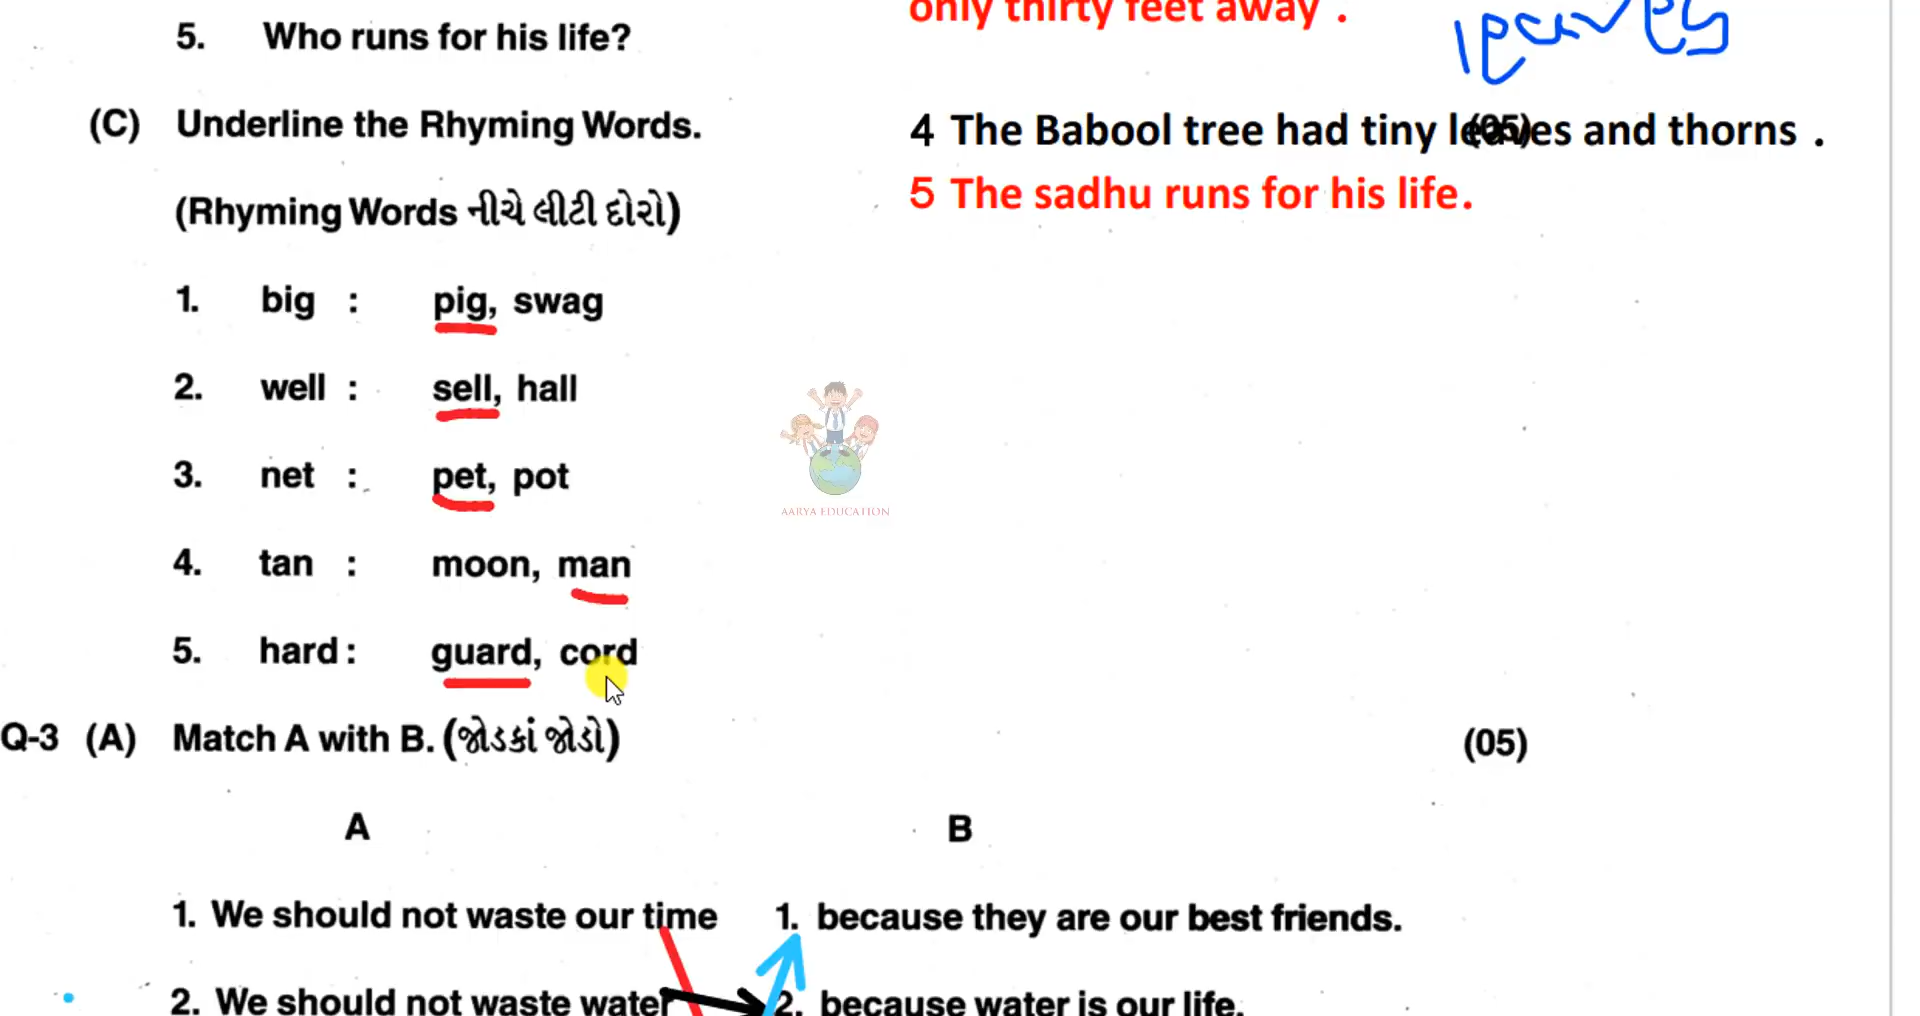 5. Who runs for his life?
only thirty feet away .
leaves
(C) Underline the Rhyming Words. (05)
4 The Babool tree had tiny leaves and thorns .
(Rhyming Words નીચે લીટી દોરો)
5 The sadhu runs for his life.
1. big : pig, swag
2. well : sell, hall
3. net : pet, pot
4. tan : moon, man
5. hard : guard, cord
AARYA EDUCATION
Q-3 (A) Match A with B. (જોડકાં જોડો) (05)
A B
1. We should not waste our time 1. because they are our best friends.
2. We should not waste water 2. because water is our life.